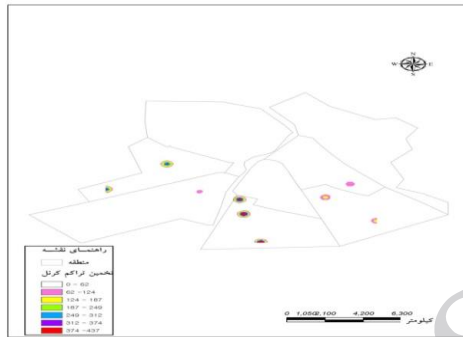 N
W E
S
راهنمای نقشه
منطقه
تخمین تراکم کرنل
0 - 62
62 - 124
124 - 187
187 - 249
249 - 312
312 - 374
374 - 437
0 1,050 2,100 4,200 6,300
کیلومتر